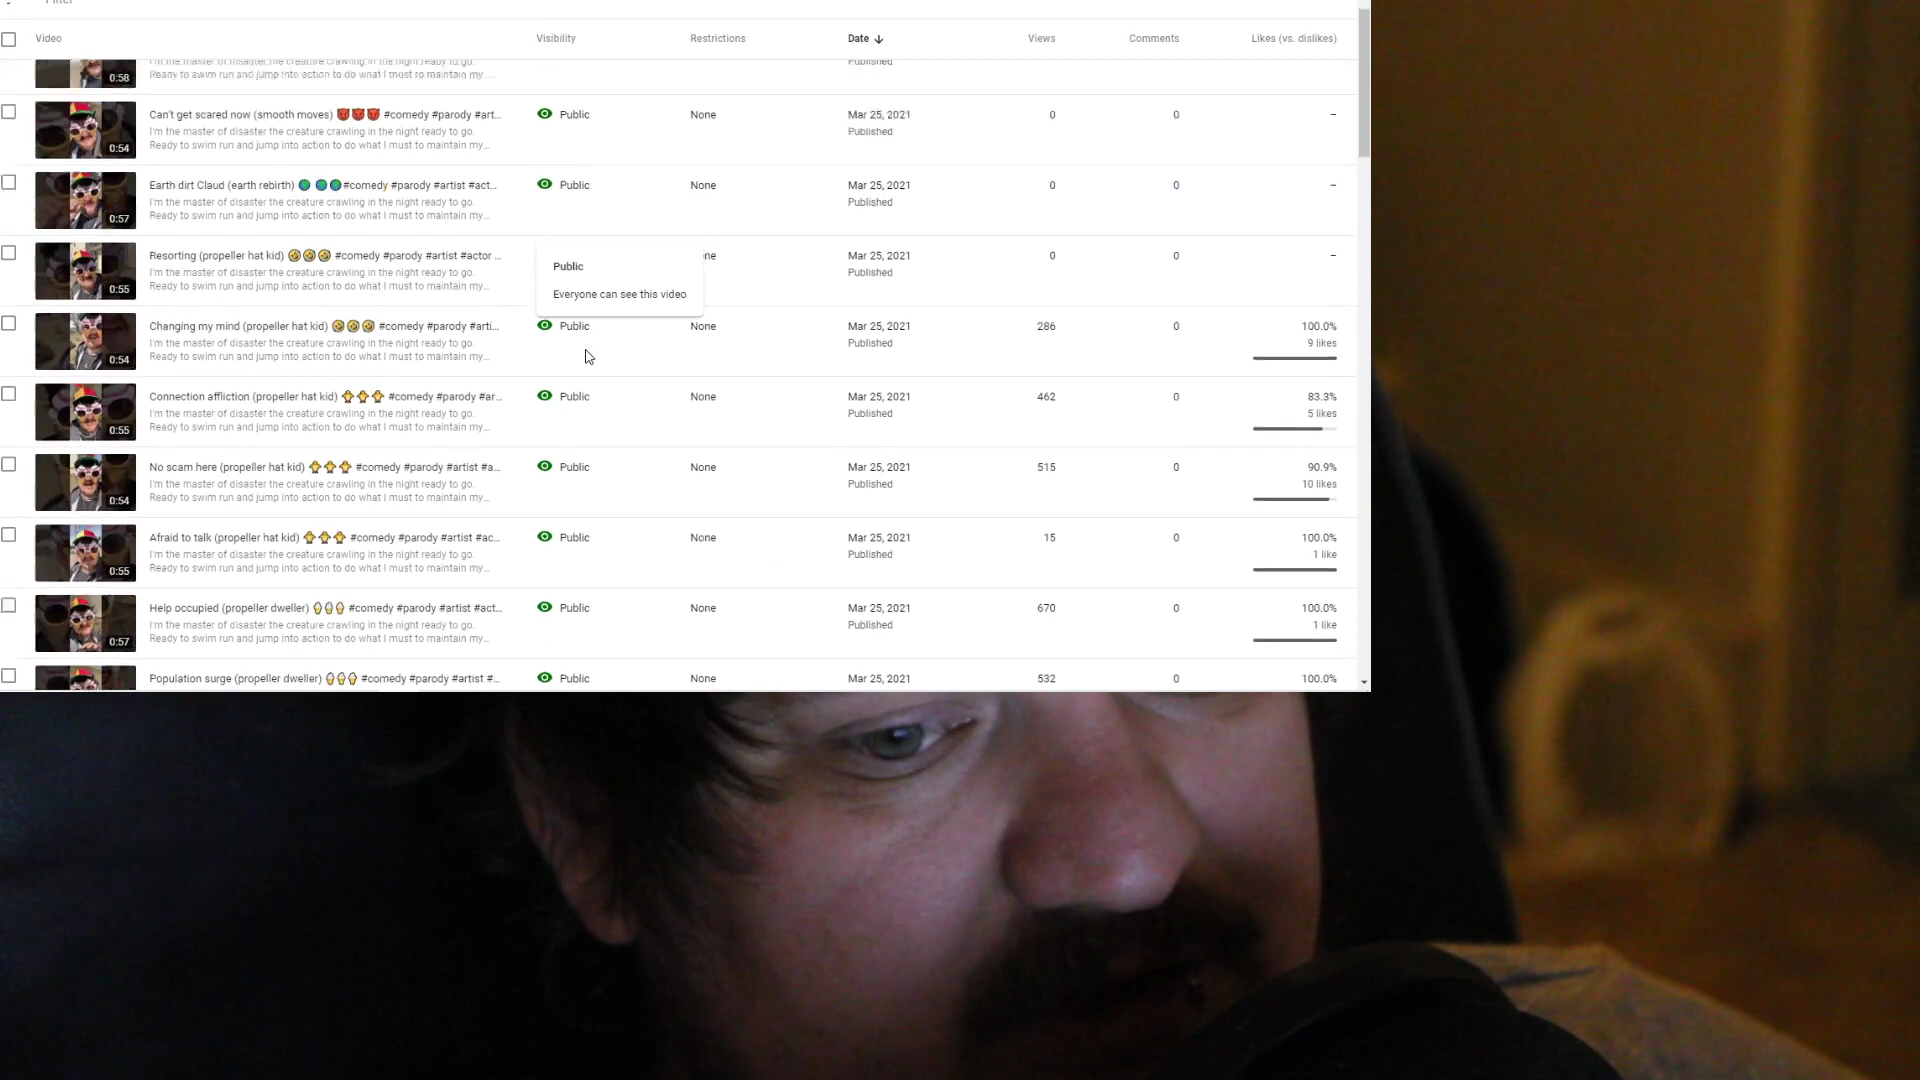 Filter
Video Visibility Restrictions Date Views Comments Likes (vs. dislikes)
I'm the master of disaster the creature crawling in the night ready to go. Published
0:58 Ready to swim run and jump into action to do what I must to maintain my...
Can't get scared now (smooth moves) 👹👹👹 #comedy #parody #art... Public None Mar 25, 2021 0 0 –
I'm the master of disaster the creature crawling in the night ready to go. Published
0:54 Ready to swim run and jump into action to do what I must to maintain my...
Earth dirt Claud (earth rebirth) 🌎 🌎🌎#comedy #parody #artist #act... Public None Mar 25, 2021 0 0 –
I'm the master of disaster the creature crawling in the night ready to go. Published
0:57 Ready to swim run and jump into action to do what I must to maintain my...
Resorting (propeller hat kid) 🤣🤣🤣 #comedy #parody #artist #actor ... ne Mar 25, 2021 0 0 –
Public
I'm the master of disaster the creature crawling in the night ready to go. Published
0:55 Ready to swim run and jump into action to do what I must to maintain my...
Everyone can see this video
Changing my mind (propeller hat kid) 🤣🤣🤣 #comedy #parody #arti... Public None Mar 25, 2021 286 0 100.0%
I'm the master of disaster the creature crawling in the night ready to go. Published 9 likes
0:54 Ready to swim run and jump into action to do what I must to maintain my...
Connection affliction (propeller hat kid) 🐥🐥🐥 #comedy #parody #ar... Public None Mar 25, 2021 462 0 83.3%
I'm the master of disaster the creature crawling in the night ready to go. Published 5 likes
0:55 Ready to swim run and jump into action to do what I must to maintain my...
No scam here (propeller hat kid) 🐥🐥🐥 #comedy #parody #artist #a... Public None Mar 25, 2021 515 0 90.9%
I'm the master of disaster the creature crawling in the night ready to go. Published 10 likes
0:54 Ready to swim run and jump into action to do what I must to maintain my...
Afraid to talk (propeller hat kid) 🐥🐥🐥 #comedy #parody #artist #ac... Public None Mar 25, 2021 15 0 100.0%
I'm the master of disaster the creature crawling in the night ready to go. Published 1 like
0:55 Ready to swim run and jump into action to do what I must to maintain my...
Help occupied (propeller dweller) 🍦🍦🍦 #comedy #parody #artist #act... Public None Mar 25, 2021 670 0 100.0%
I'm the master of disaster the creature crawling in the night ready to go. Published 1 like
0:57 Ready to swim run and jump into action to do what I must to maintain my...
Population surge (propeller dweller) 🍦🍦🍦 #comedy #parody #artist #... Public None Mar 25, 2021 532 0 100.0%